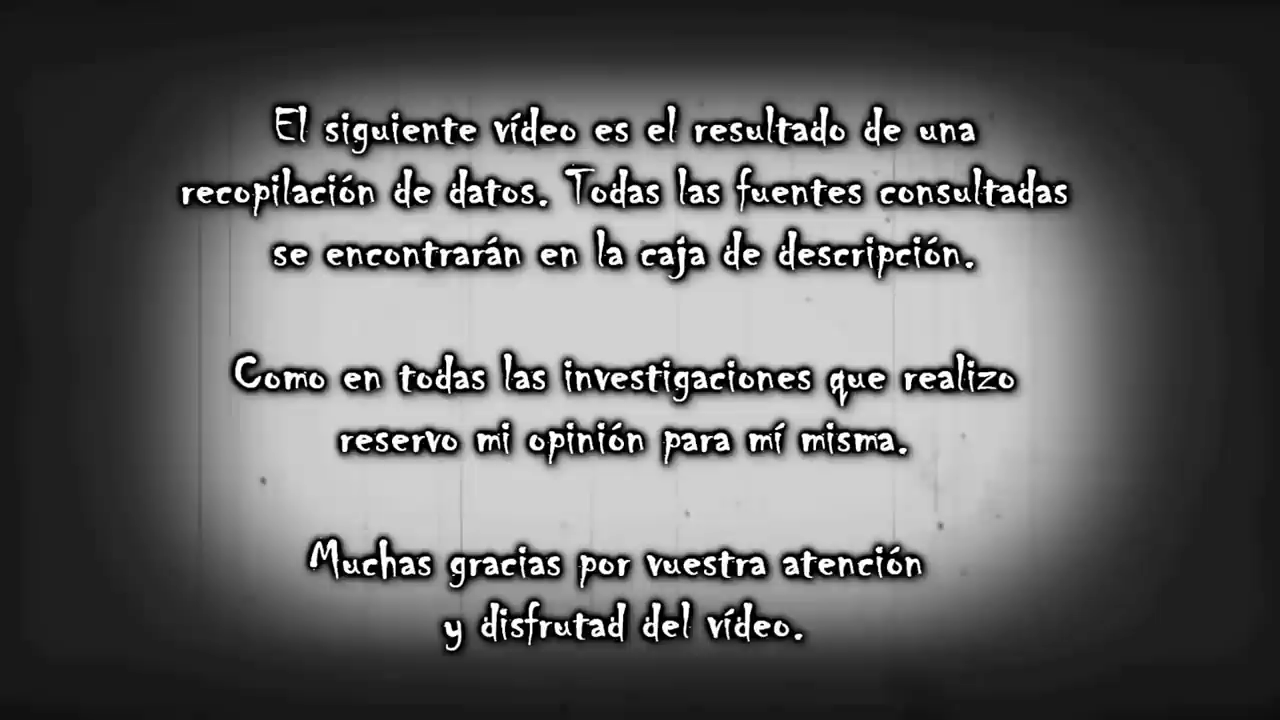 El siguiente vídeo es el resultado de una
recopilación de datos. Todas las fuentes consultadas
se encontrarán en la caja de descripción.
Como en todas las investigaciones que realizo
reservo mi opinión para mí misma.
Muchas gracias por vuestra atención
y disfrutad del vídeo.